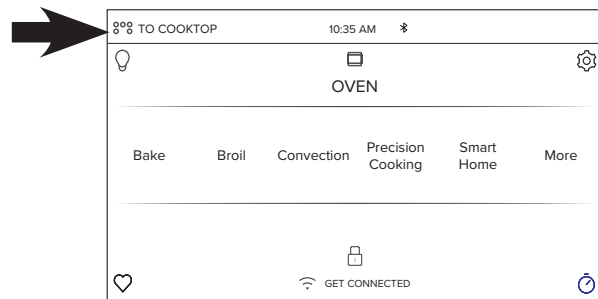 TO COOKTOP 10:35 AM
OVEN
Bake Broil Convection Precision Cooking Smart Home More
GET CONNECTED